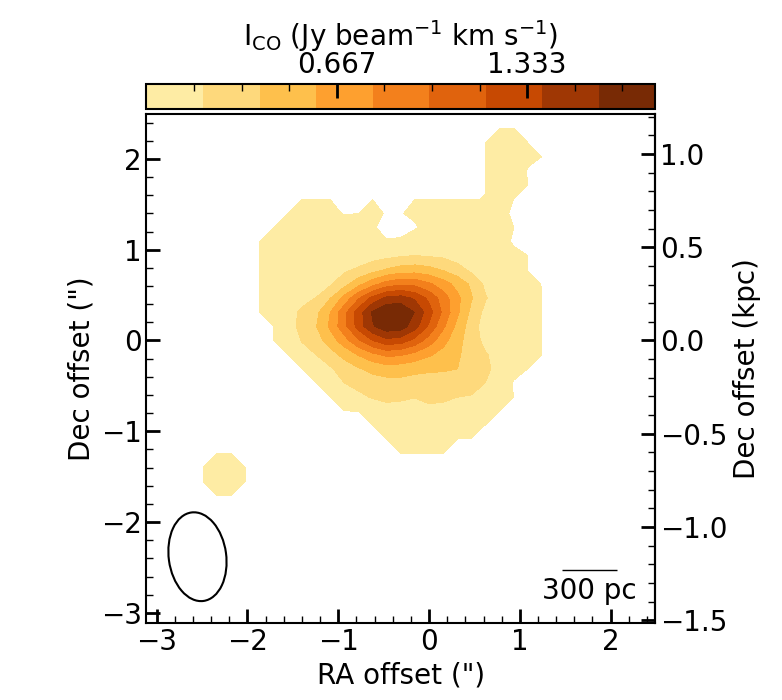 I_CO (Jy beam⁻¹ km s⁻¹)
0.667 1.333
2 1.0
1 0.5
0 0.0
−1 −0.5
−2 −1.0
−3 −1.5
Dec offset (")
Dec offset (kpc)
300 pc
−3 −2 −1 0 1 2
RA offset (")